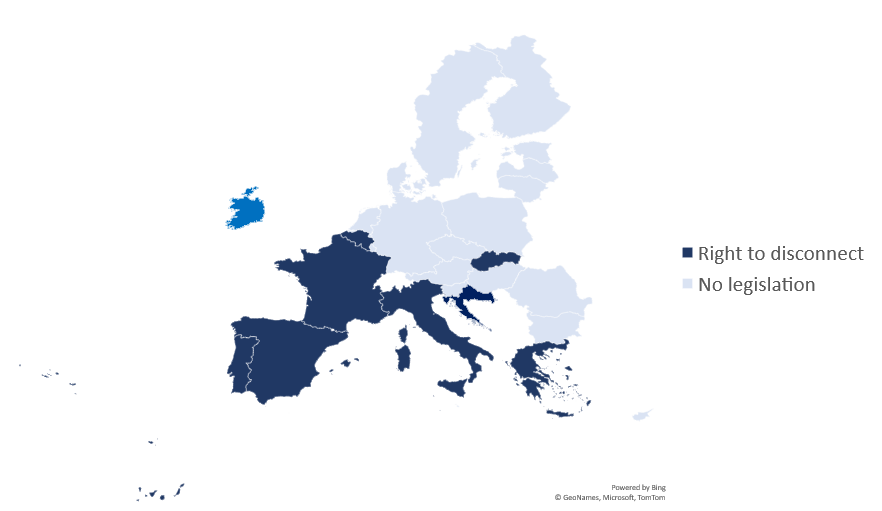 Right to disconnect
No legislation
Powered by Bing
© GeoNames, Microsoft, TomTom